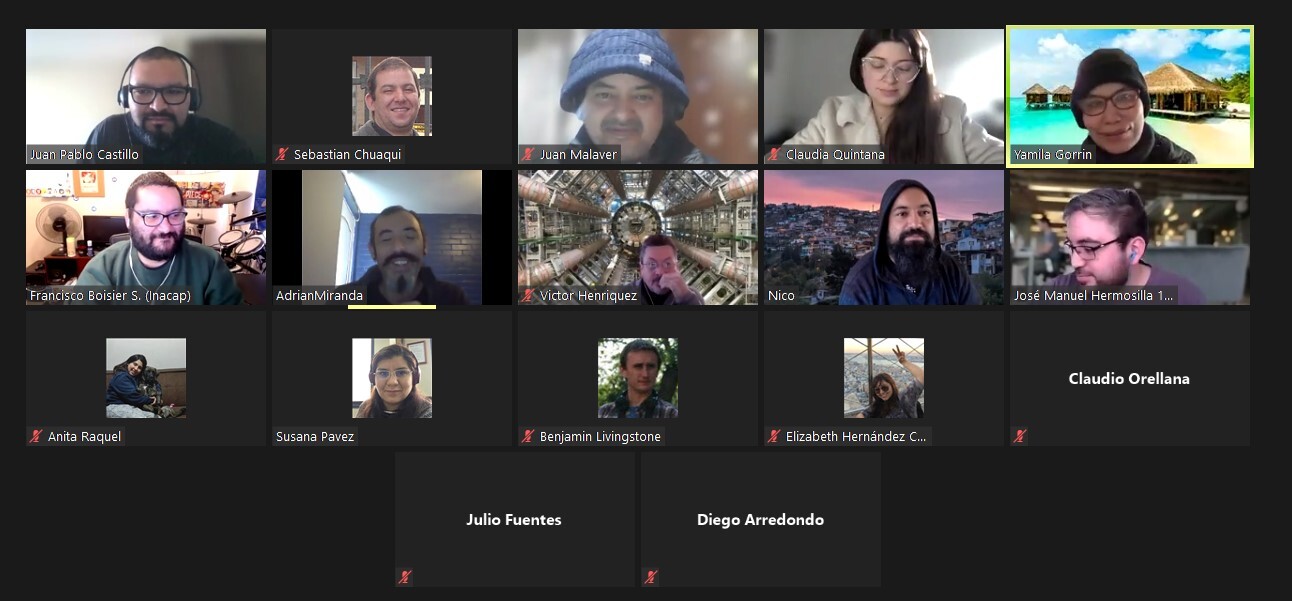 Juan Pablo Castillo
Sebastian Chuaqui
Juan Malaver
Claudia Quintana
Yamila Gorrin
Francisco Boisier S. (Inacap)
AdrianMiranda
Victor Henriquez
Nico
José Manuel Hermosilla 1...
Anita Raquel
Susana Pavez
Benjamin Livingstone
Elizabeth Hernández C...
Claudio Orellana
Julio Fuentes
Diego Arredondo